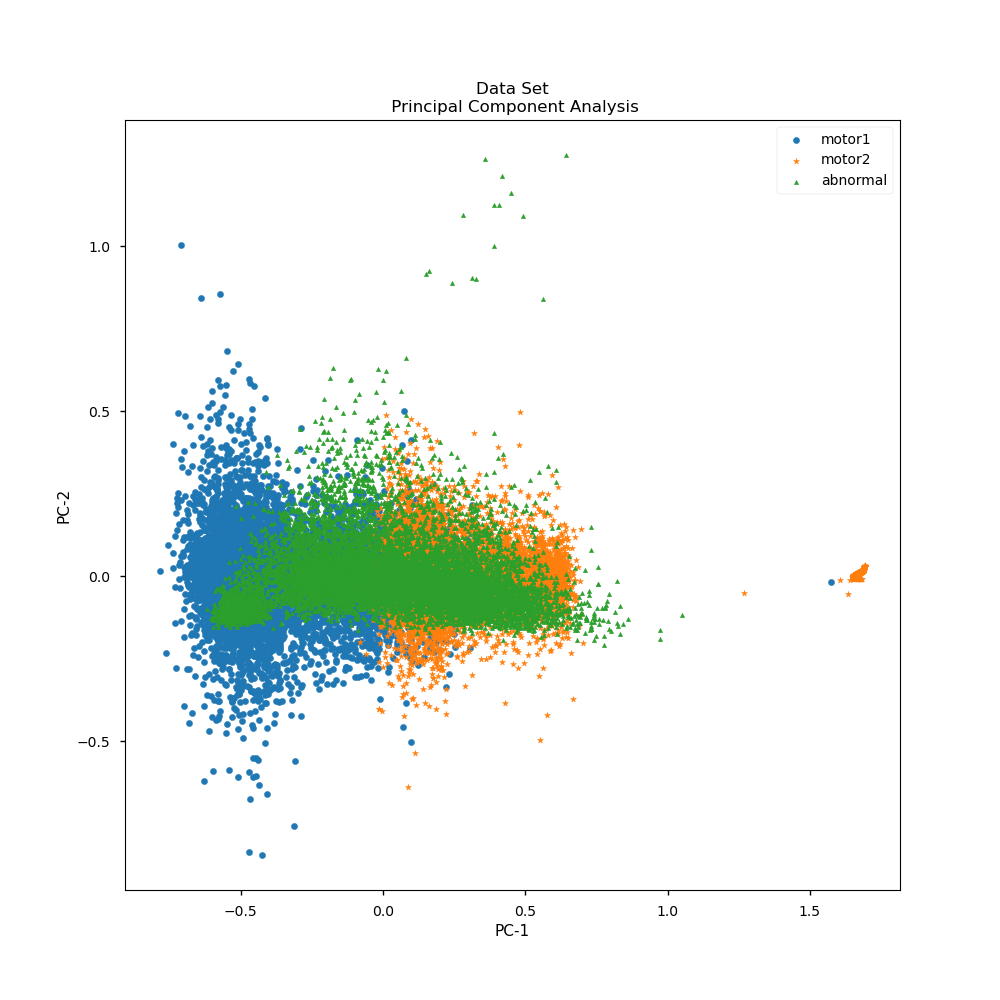 Data Set
Principal Component Analysis
motor1
motor2
abnormal
1.0
0.5
0.0
−0.5
PC-2
−0.5
0.0
0.5
1.0
1.5
PC-1